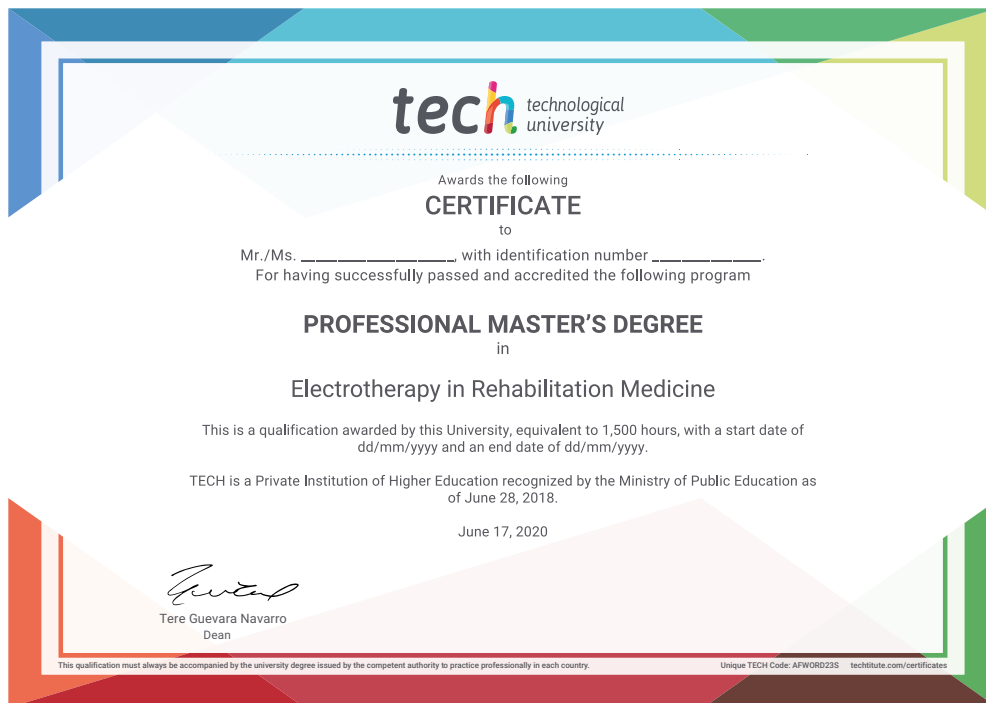 tech technological
university
Awards the following
CERTIFICATE
to
Mr./Ms. ____________________, with identification number ______________.
For having successfully passed and accredited the following program
PROFESSIONAL MASTER'S DEGREE
in
Electrotherapy in Rehabilitation Medicine
This is a qualification awarded by this University, equivalent to 1,500 hours, with a start date of
dd/mm/yyyy and an end date of dd/mm/yyyy.
TECH is a Private Institution of Higher Education recognized by the Ministry of Public Education as
of June 28, 2018.
June 17, 2020
Tere Guevara Navarro
Dean
This qualification must always be accompanied by the university degree issued by the competent authority to practice professionally in each country.
Unique TECH Code: AFWORD23S techtitute.com/certificates